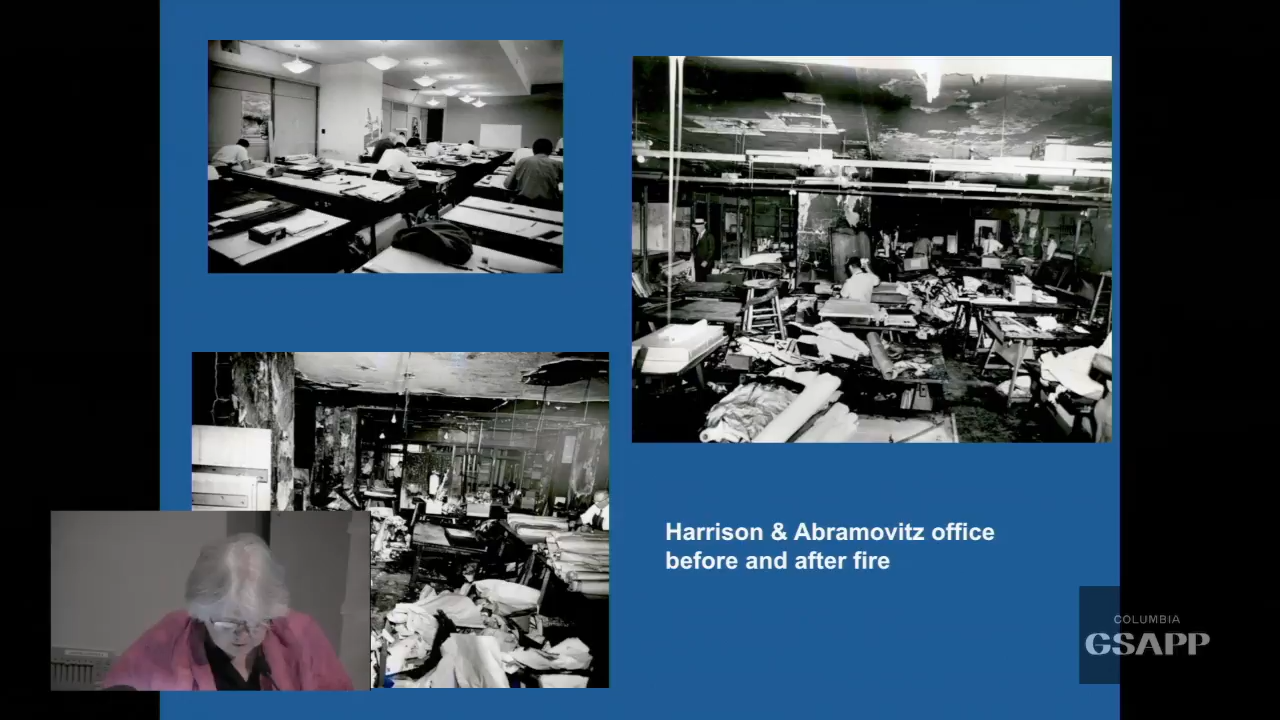 Harrison & Abramovitz office
before and after fire
COLUMBIA
GSAPP